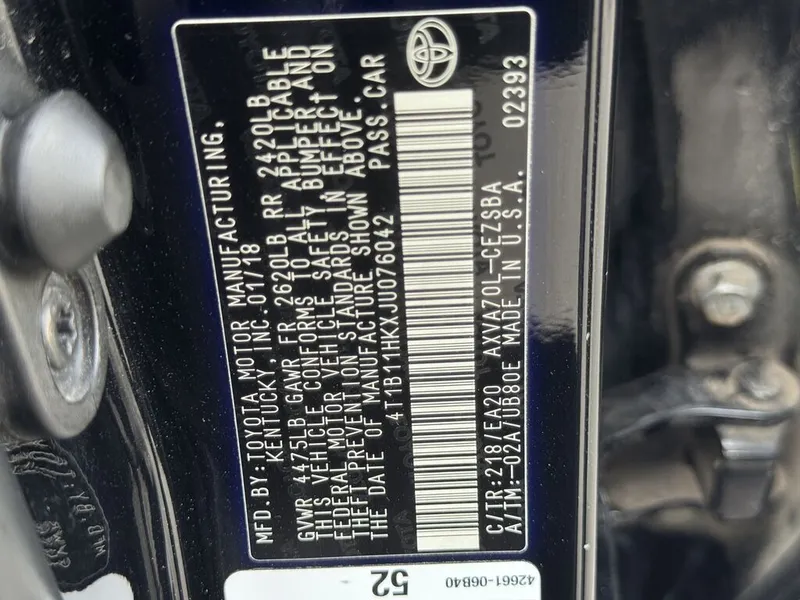 MFD. BY: TOYOTA MOTOR MANUFACTURING,
KENTUCKY, INC. 01/18
GVWR 4475LB GAWR FR 2620LB RR 2420LB
THIS VEHICLE CONFORMS TO ALL APPLICABLE
FEDERAL MOTOR VEHICLE SAFETY, BUMPER, AND
THEFT PREVENTION STANDARDS IN EFFECT ON
THE DATE OF MANUFACTURE SHOWN ABOVE.
4T1B11HKXJU076042 PASS.CAR
C/TR:218/EA20 AXVA70L-CEZSBA 02393
A/TM:-02A/UB80E MADE IN U.S.A.
52
42661-06B40